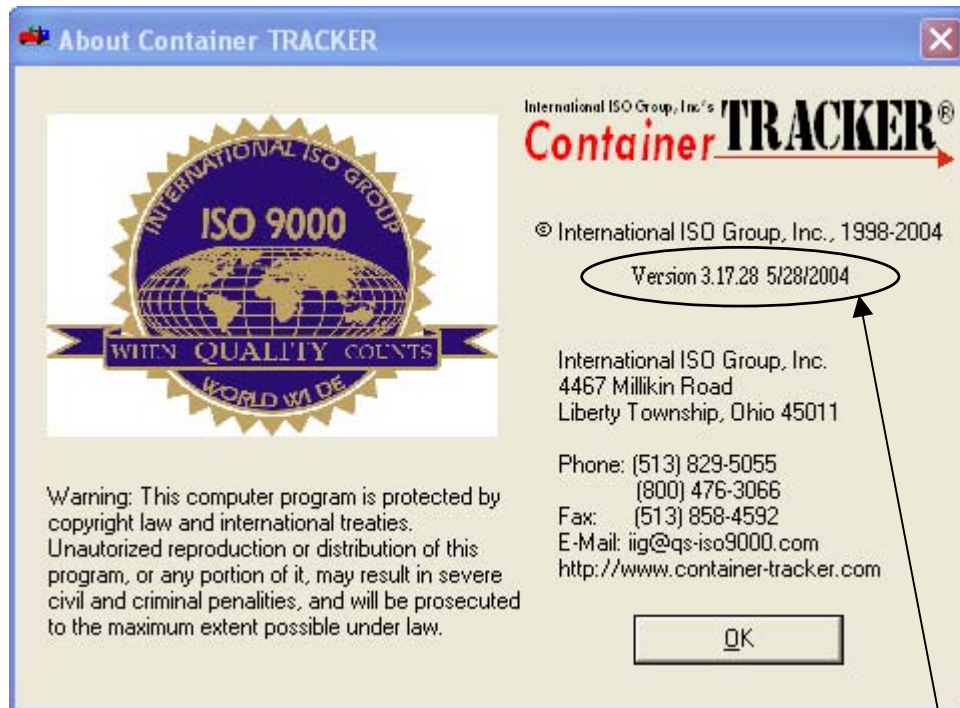 About Container TRACKER
INTERNATIONAL ISO GROUP
ISO 9000
WHEN QUALITY COUNTS
WORLD WIDE
International ISO Group, Inc's
Container TRACKER®
© International ISO Group, Inc., 1998-2004
Version 3.17.28 5/28/2004
International ISO Group, Inc.
4467 Millikin Road
Liberty Township, Ohio 45011
Phone: (513) 829-5055
(800) 476-3066
Fax: (513) 858-4592
E-Mail: iig@qs-iso9000.com
http://www.container-tracker.com
Warning: This computer program is protected by
copyright law and international treaties.
Unautorized reproduction or distribution of this
program, or any portion of it, may result in severe
civil and criminal penalities, and will be prosecuted
to the maximum extent possible under law.
OK